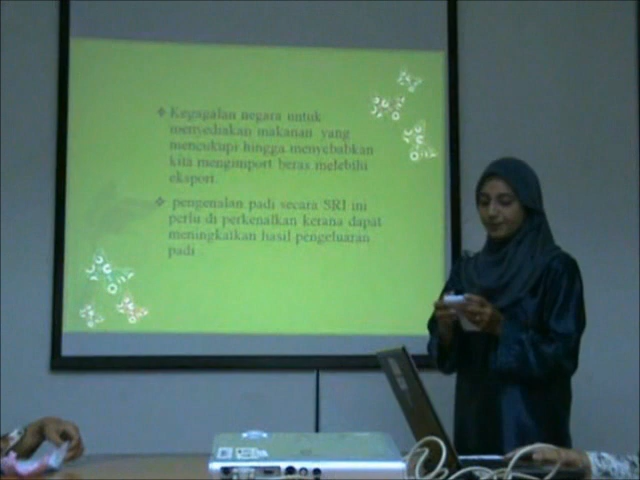 ❖ Kegagalan negara untuk
menyediakan makanan yang
mencukupi hingga menyebabkan
kita mengimport beras melebihi
eksport.
❖ pengenalan padi secara SRI ini
perlu di perkenalkan kerana dapat
meningkatkan hasil pengeluaran
padi